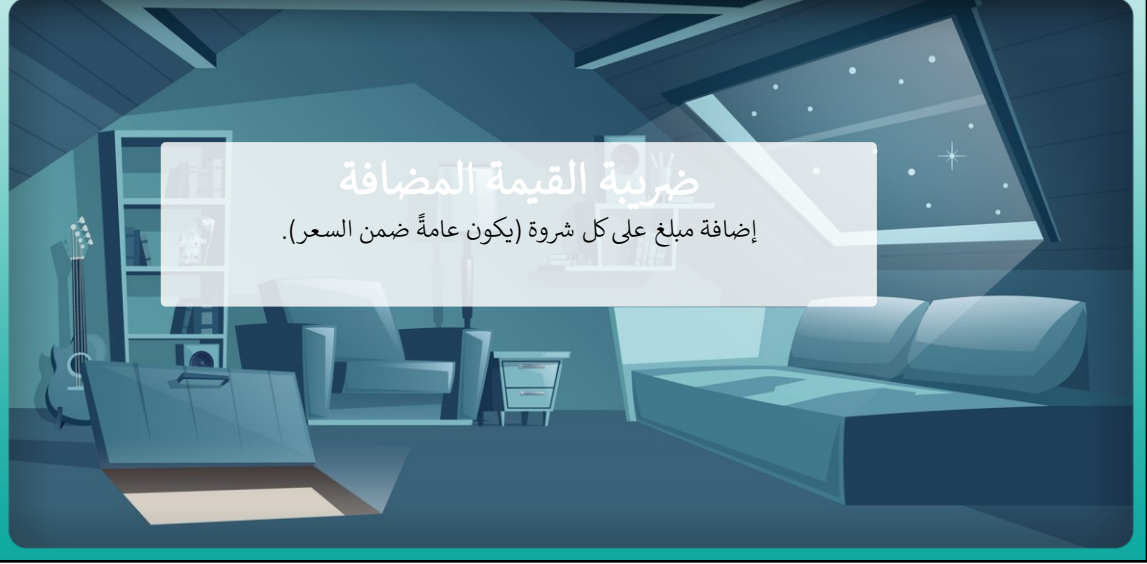 ضريبة القيمة المضافة
إضافة مبلغ على كل شروة (يكون عامةً ضمن السعر).